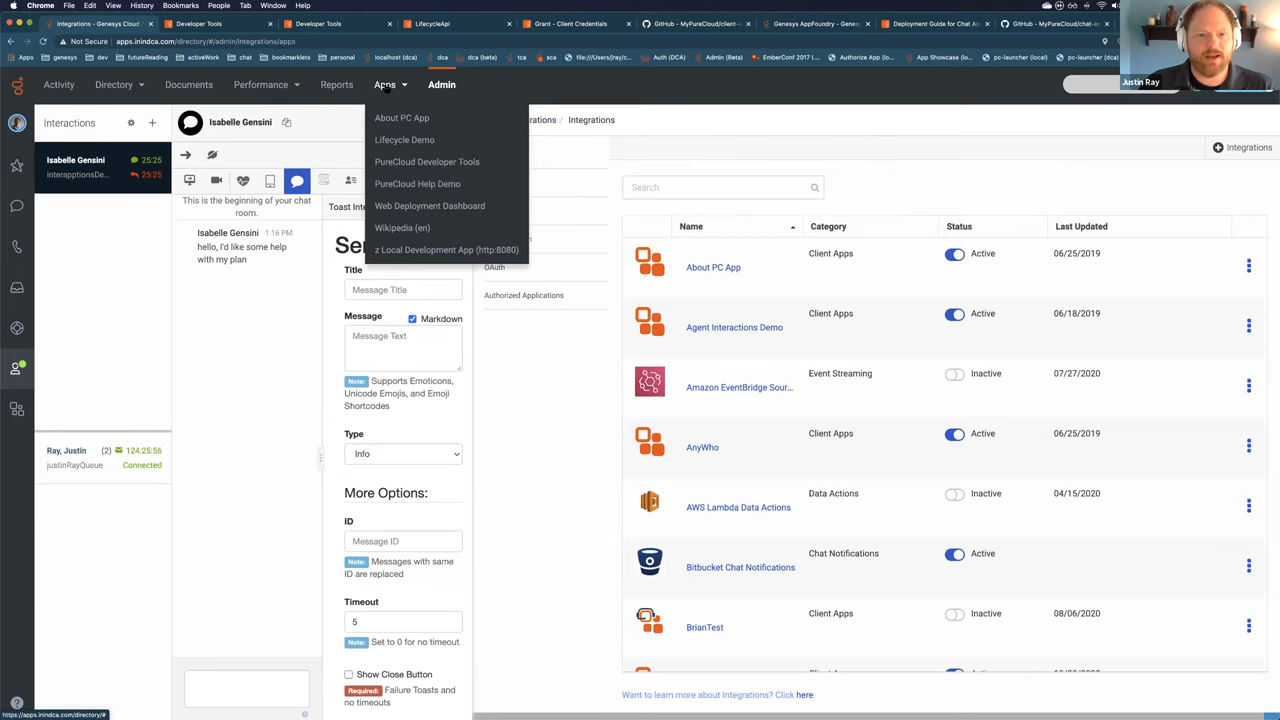 Chrome File Edit View History Bookmarks People Tab Window Help
Integrations - Genesys Cloud
Developer Tools
Developer Tools
LifecycleApi
Grant - Client Credentials
GitHub - MyPureCloud/client-
Genesys AppFoundry - Genesys
Deployment Guide for Chat As
GitHub - MyPureCloud/chat-as
Not Secure | apps.inindca.com/directory/#/admin/integrations/apps
Apps genesys dev futureReading activeWork chat bookmarklets personal localhost (dca) dca dca (beta) tca sca file:///Users/jray/c... Auth (DCA) Admin (Beta) EmberConf 2017 l... Authorize App (lo... App Showcase (lo... pc-launcher (local) pc-launcher (dca)
Justin Ray
Activity Directory Documents Performance Reports Apps Admin
About PC App
Lifecycle Demo
PureCloud Developer Tools
PureCloud Help Demo
Web Deployment Dashboard
Wikipedia (en)
z Local Development App (http:8080)
Interactions
Isabelle Gensini 25:25
interapptionsDe... 25:25
Ray, Justin (2) 124:25:56
justinRayQueue Connected
Isabelle Gensini
This is the beginning of your chat
room.
Isabelle Gensini 1:16 PM
hello, I'd like some help
with my plan
Toast Inte
Sen
Title
Message Title
Message Markdown
Message Text
Note: Supports Emoticons,
Unicode Emojis, and Emoji
Shortcodes
Type
Info
More Options:
ID
Message ID
Note: Messages with same
ID are replaced
Timeout
5
Note: Set to 0 for no timeout
Show Close Button
Required: Failure Toasts and
no timeouts
rations / Integrations
OAuth
Authorized Applications
Integrations
Search
Name Category Status Last Updated
About PC App Client Apps Active 06/25/2019
Agent Interactions Demo Client Apps Active 06/18/2019
Amazon EventBridge Sour... Event Streaming Inactive 07/27/2020
AnyWho Client Apps Active 06/25/2019
AWS Lambda Data Actions Data Actions Inactive 04/15/2020
Bitbucket Chat Notifications Chat Notifications Active
BrianTest Client Apps Inactive 08/06/2020
Want to learn more about Integrations? Click here.
https://apps.inindca.com/directory/#